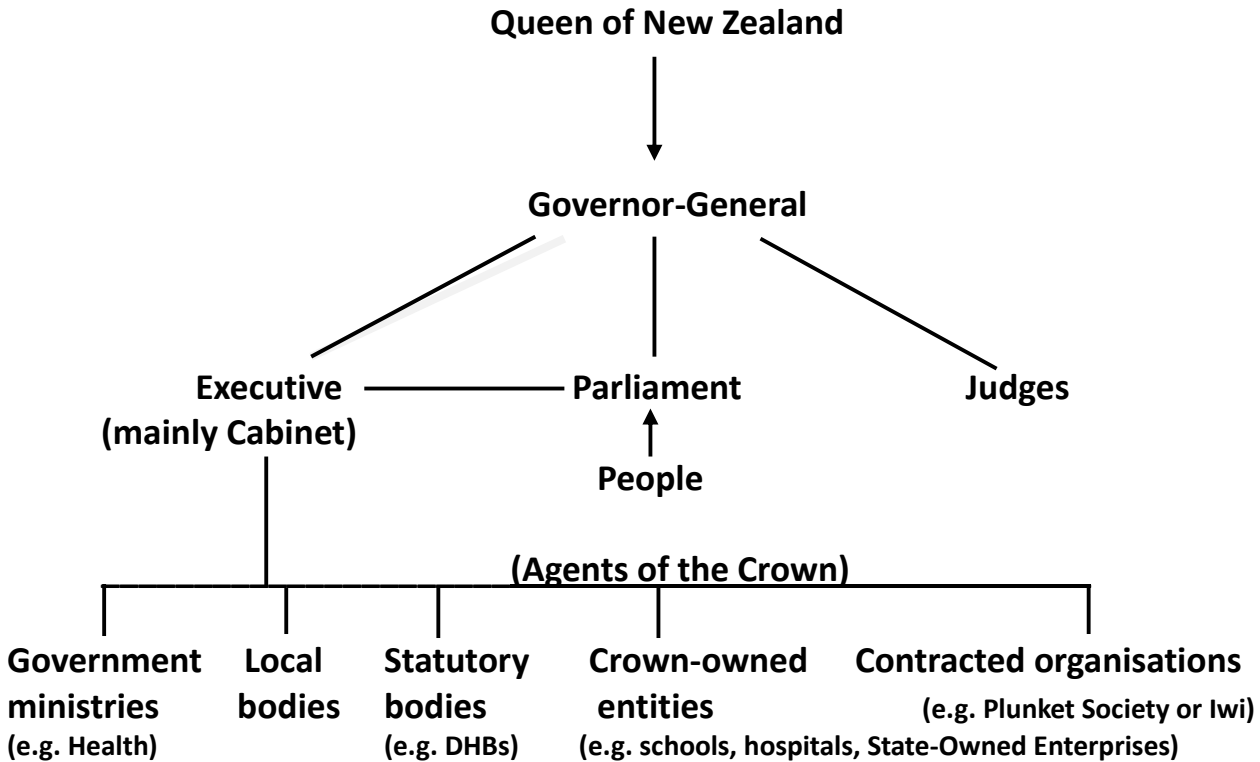 Queen of New Zealand
Governor-General
Executive
(mainly Cabinet)
Parliament
Judges
People
(Agents of the Crown)
Government
ministries
(e.g. Health)
Local
bodies
Statutory
bodies
(e.g. DHBs)
Crown-owned
entities
(e.g. schools, hospitals, State-Owned Enterprises)
Contracted organisations
(e.g. Plunket Society or Iwi)